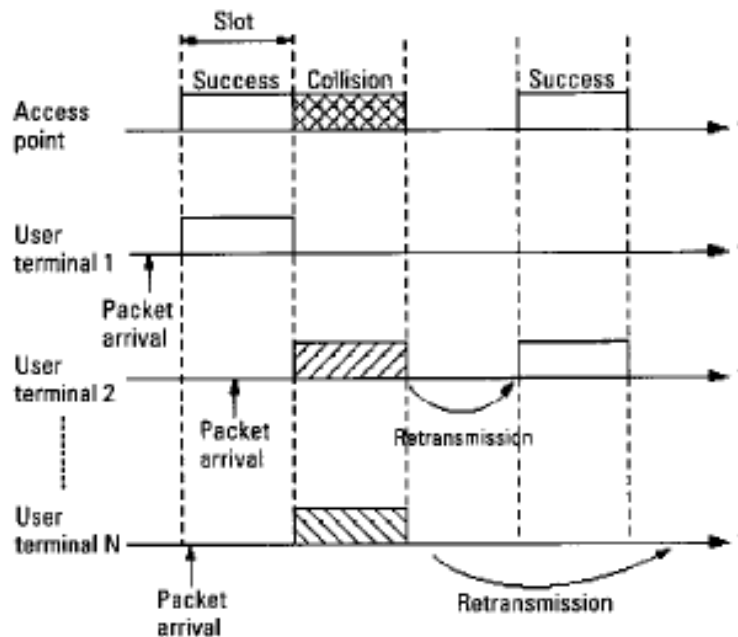 Slot
Success Collision Success
Access
point
User
terminal 1
Packet
arrival
User
terminal 2
Packet
arrival
Retransmission
User
terminal N
Packet
arrival
Retransmission